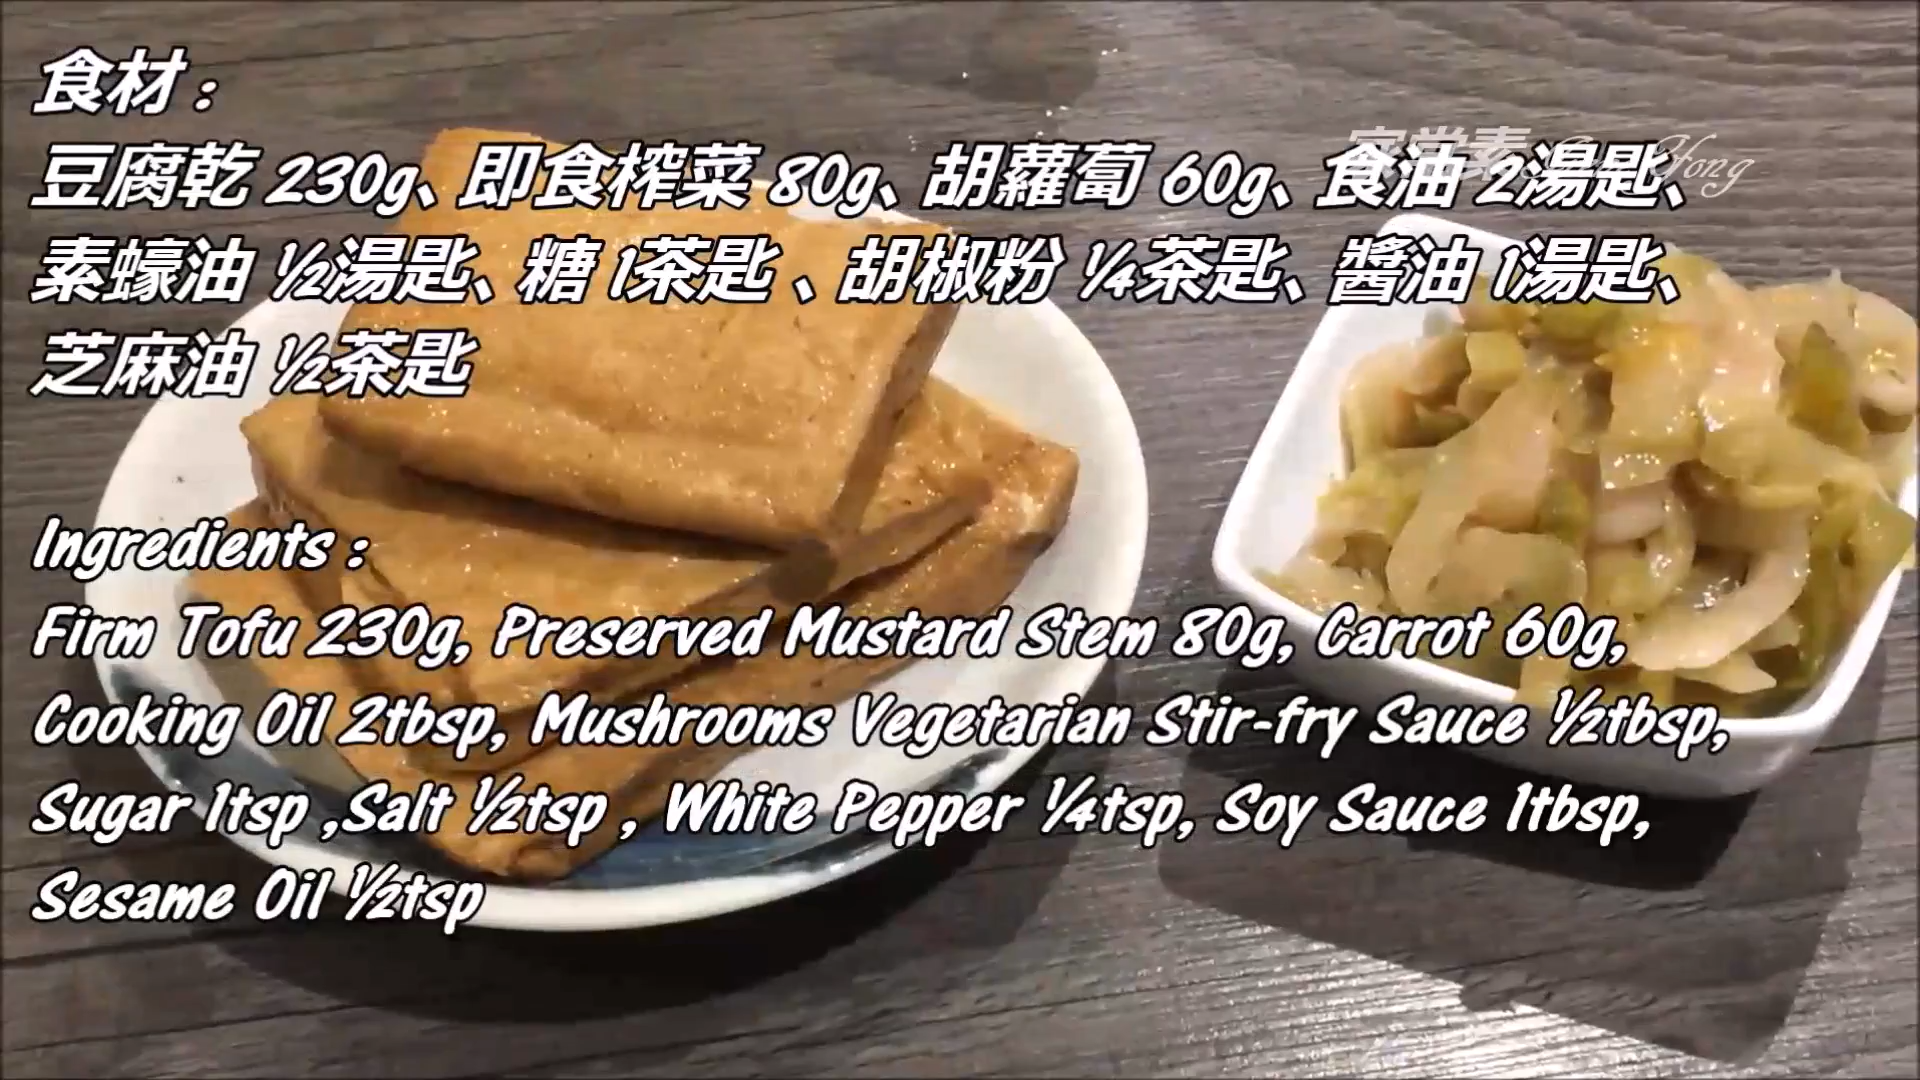 食材：
家常素
豆腐乾 230g、即食榨菜 80g、胡蘿蔔 60g、食油 2湯匙、
素蠔油 ½湯匙、糖 1茶匙 、胡椒粉 ¼茶匙、醬油 1湯匙、
芝麻油 ½茶匙
Ingredients :
Firm Tofu 230g, Preserved Mustard Stem 80g, Carrot 60g,
Cooking Oil 2tbsp, Mushrooms Vegetarian Stir-fry Sauce ½tbsp,
Sugar 1tsp ,Salt ½tsp , White Pepper ¼tsp, Soy Sauce 1tbsp,
Sesame Oil ½tsp